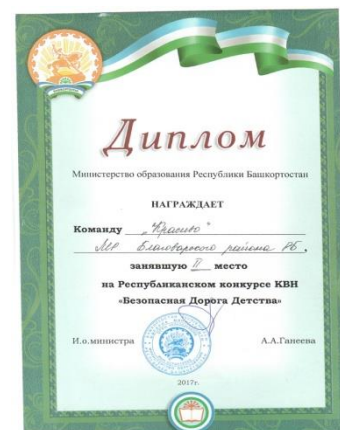 Диплом
Министерство образования Республики Башкортостан
НАГРАЖДАЕТ
Команду „Красиво"
МР Благоварского района РБ,
занявшую II место
на Республиканском конкурсе КВН
«Безопасная Дорога Детства»
И.о.министра А.А.Ганеева
2017г.